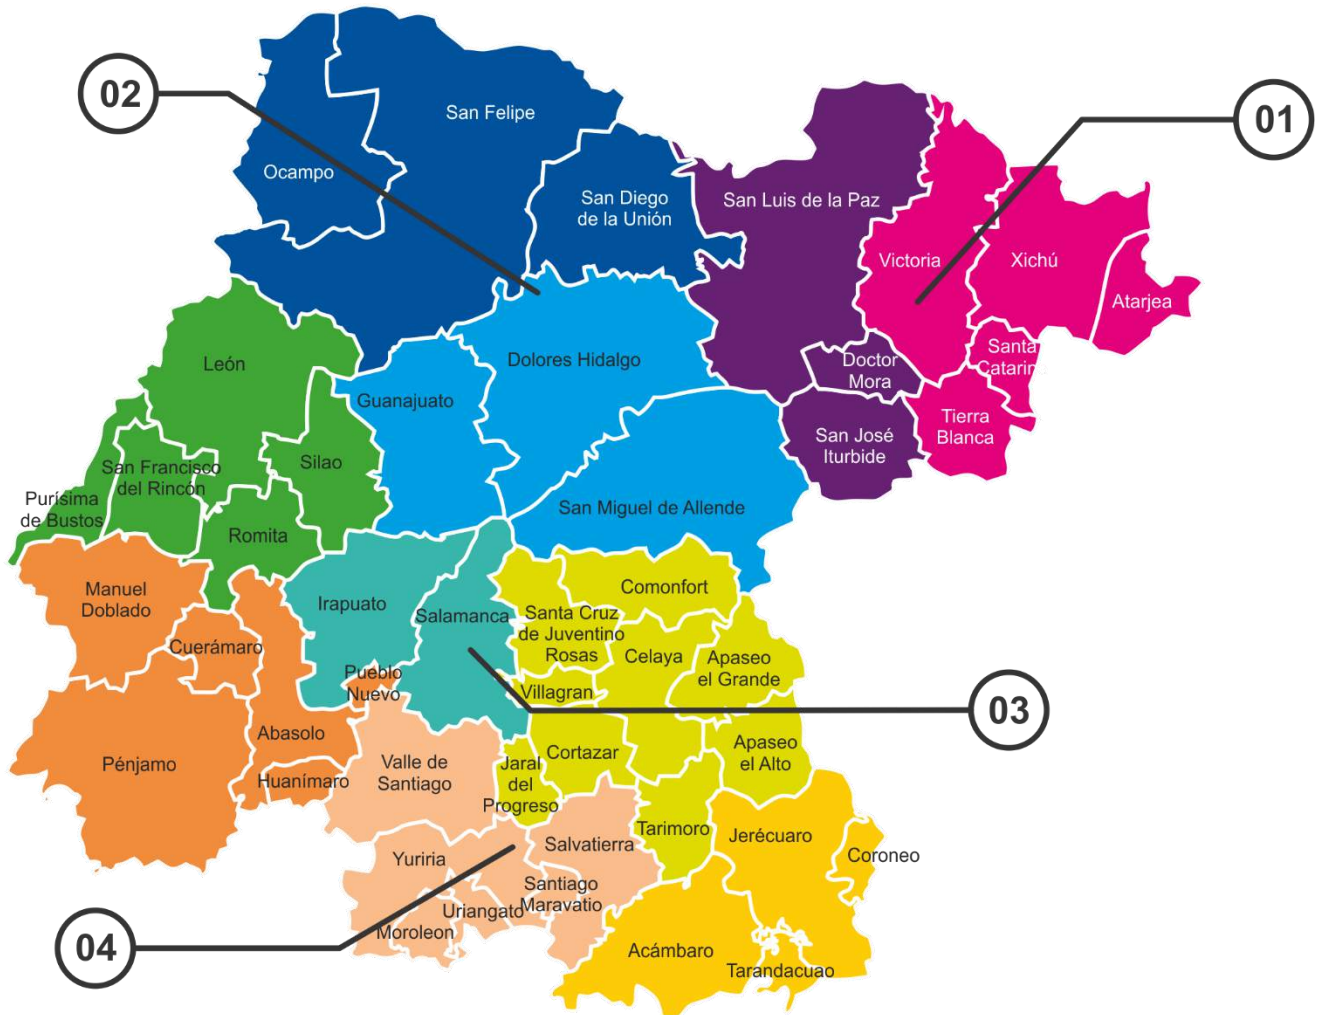 02
01
San Felipe
Ocampo
San Diego
de la Unión
San Luis de la Paz
Victoria
Xichú
Atarjea
Santa
Catarina
Doctor
Mora
Tierra
Blanca
San José
Iturbide
León
Dolores Hidalgo
Guanajuato
Silao
San Francisco
del Rincón
Purísima
de Bustos
Romita
San Miguel de Allende
Manuel
Doblado
Irapuato
Salamanca
Comonfort
Santa Cruz
de Juventino
Rosas
Celaya
Apaseo
el Grande
Cuerámaro
Pueblo
Nuevo
Villagran
03
Abasolo
Pénjamo
Huanímaro
Valle de
Santiago
Jaral
del
Progreso
Cortazar
Apaseo
el Alto
Tarimoro
Jerécuaro
Coroneo
Salvatierra
Yuriria
Santiago
Maravatio
Uriangato
Moroleon
04
Acámbaro
Tarandacuao